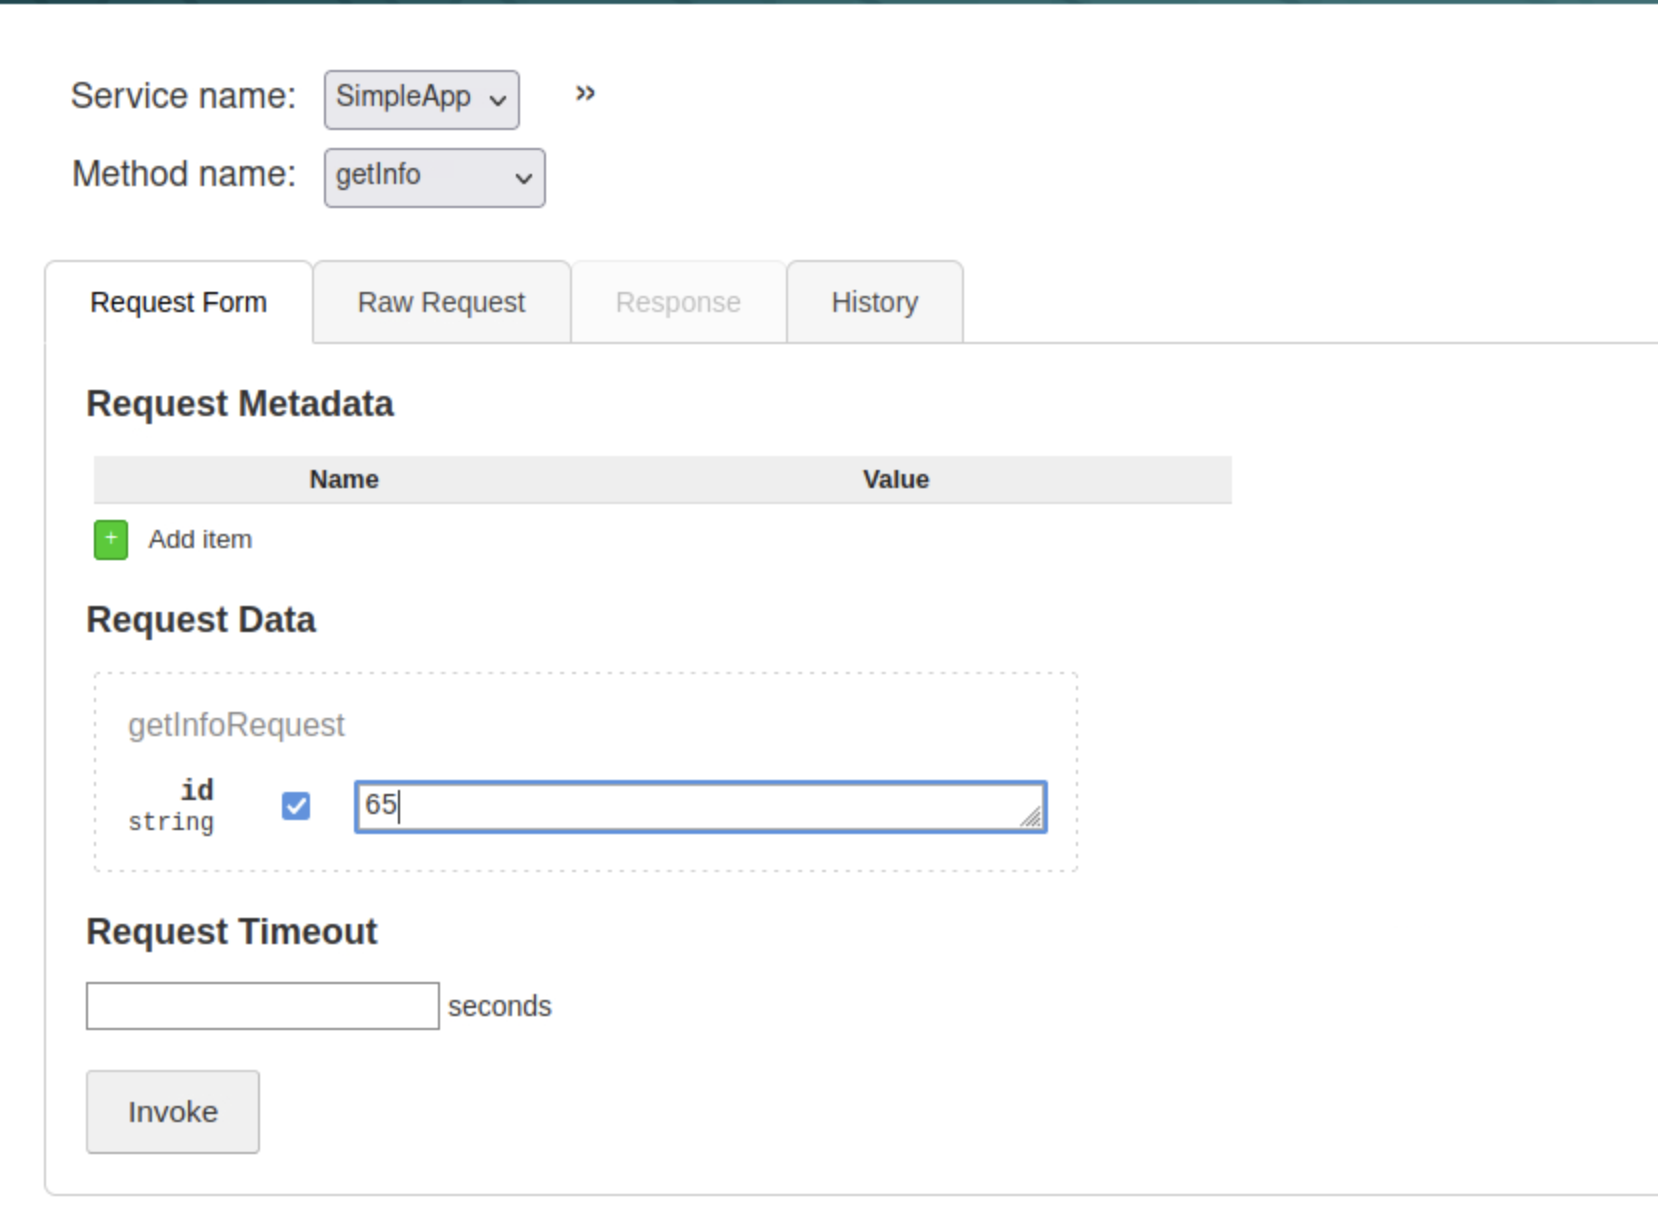 Service name: SimpleApp »
Method name: getInfo
Request Form Raw Request Response History
Request Metadata
Name Value
+ Add item
Request Data
getInfoRequest
id
string
65
Request Timeout
seconds
Invoke